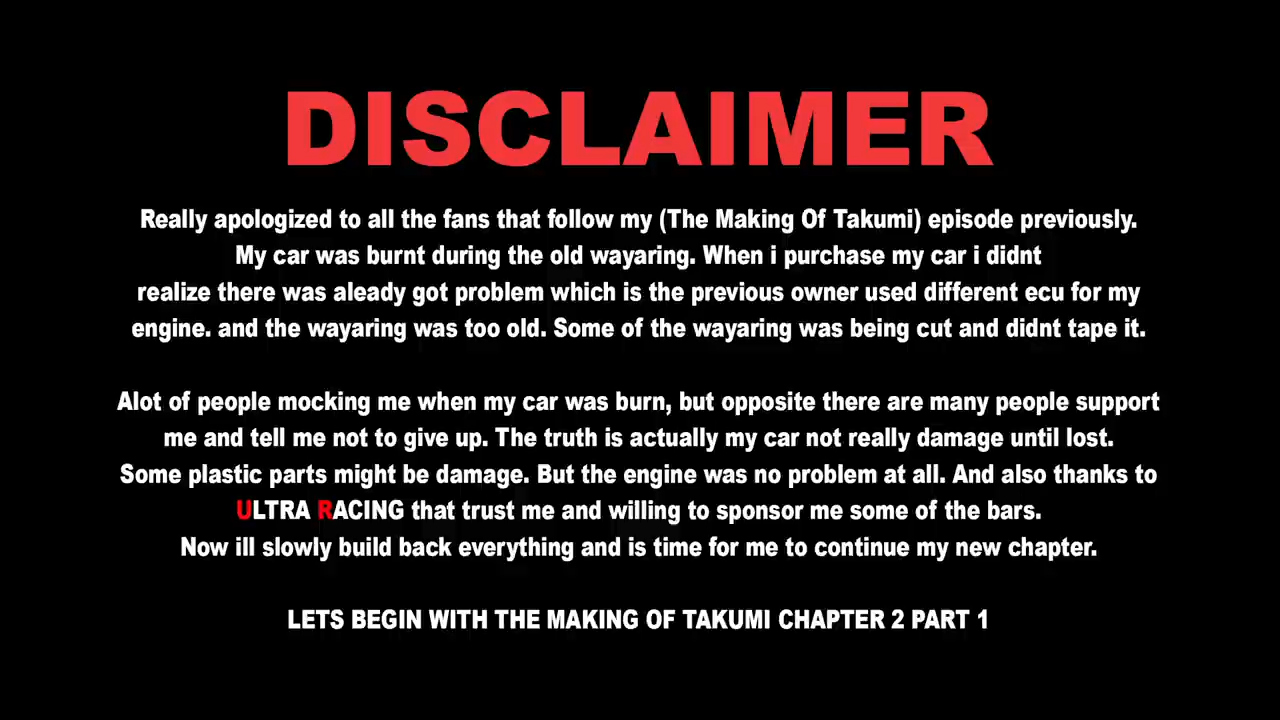 DISCLAIMER
Really apologized to all the fans that follow my (The Making Of Takumi) episode previously.
My car was burnt during the old wayaring. When i purchase my car i didnt
realize there was aleady got problem which is the previous owner used different ecu for my
engine. and the wayaring was too old. Some of the wayaring was being cut and didnt tape it.
Alot of people mocking me when my car was burn, but opposite there are many people support
me and tell me not to give up. The truth is actually my car not really damage until lost.
Some plastic parts might be damage. But the engine was no problem at all. And also thanks to
ULTRA RACING that trust me and willing to sponsor me some of the bars.
Now ill slowly build back everything and is time for me to continue my new chapter.
LETS BEGIN WITH THE MAKING OF TAKUMI CHAPTER 2 PART 1